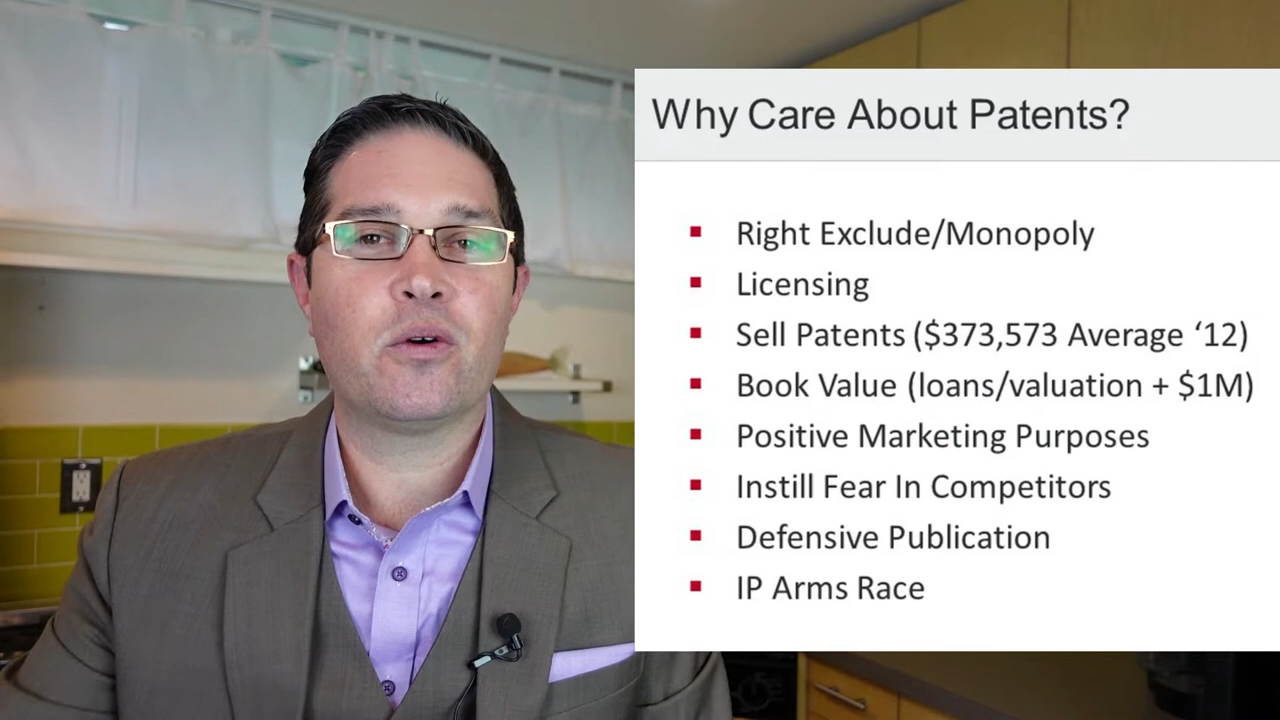 Why Care About Patents?
Right Exclude/Monopoly
Licensing
Sell Patents ($373,573 Average ‘12)
Book Value (loans/valuation + $1M)
Positive Marketing Purposes
Instill Fear In Competitors
Defensive Publication
IP Arms Race